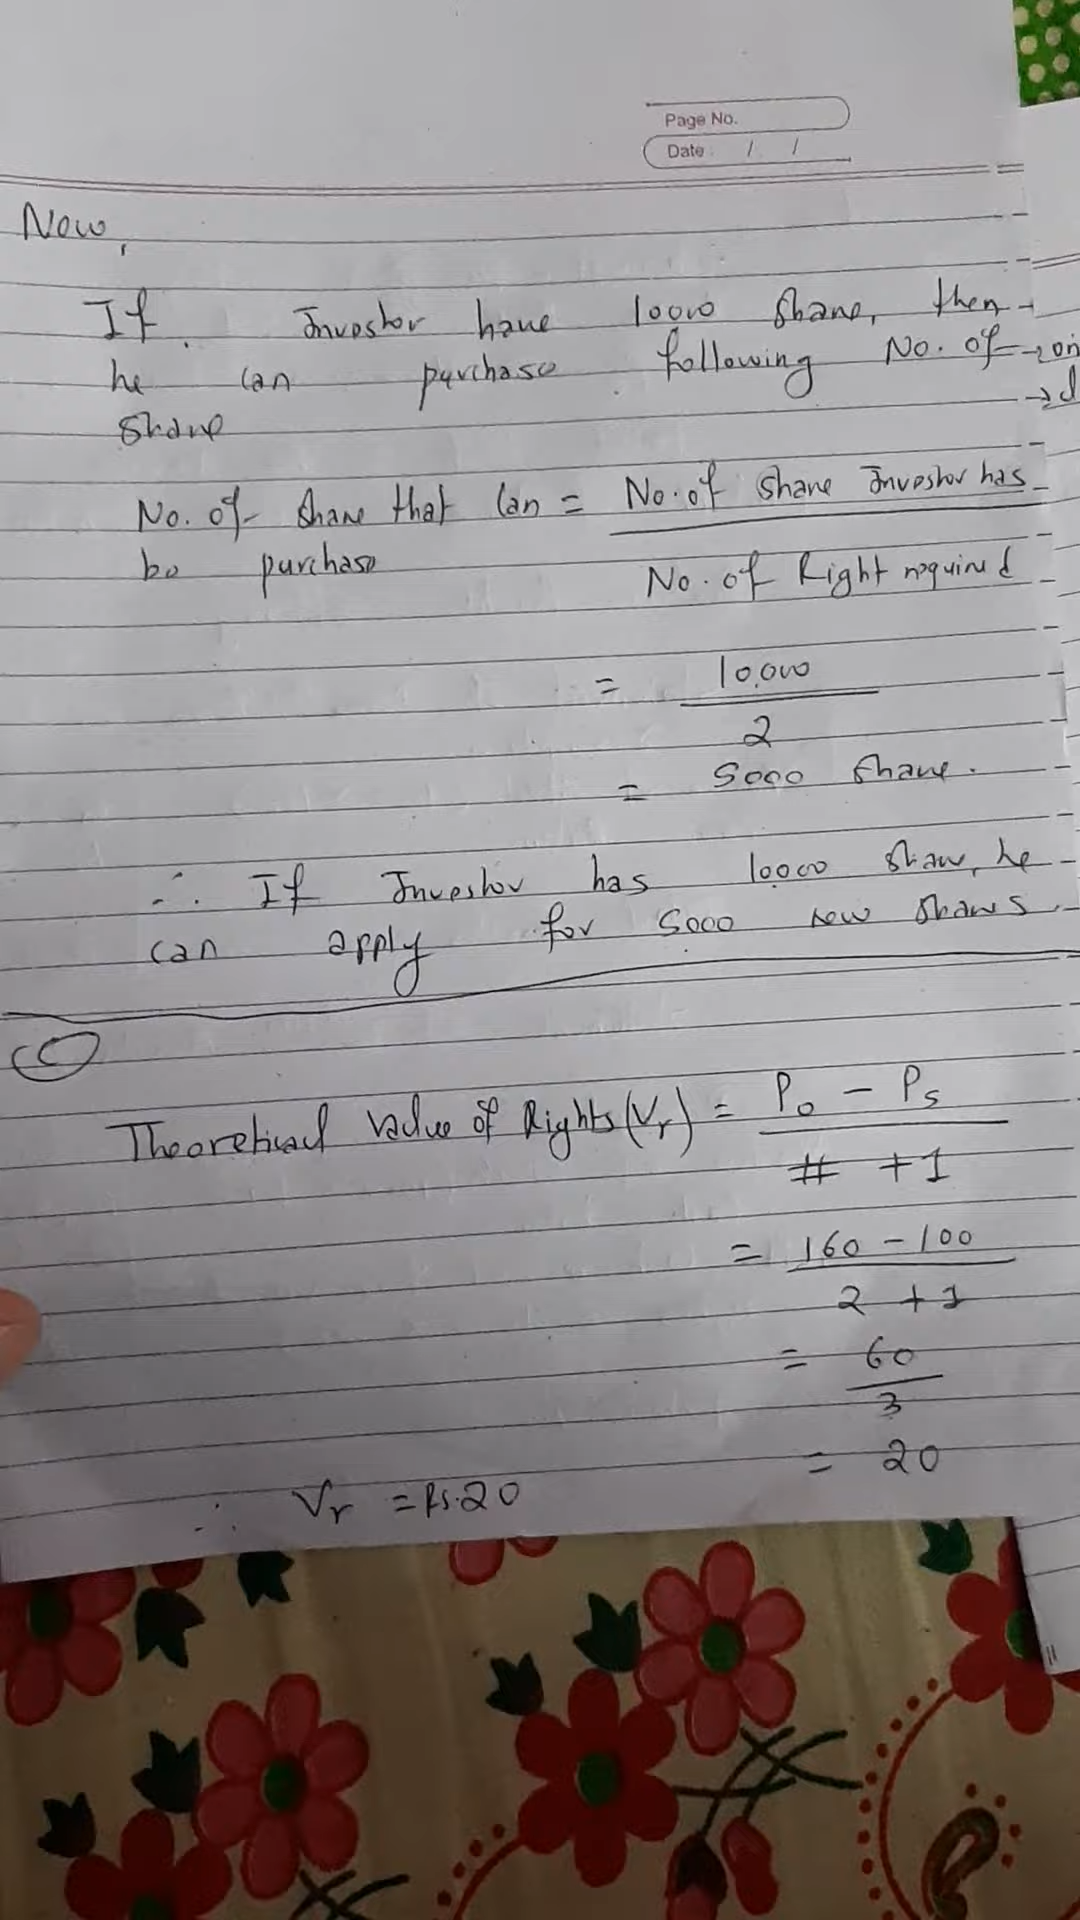 Page No.
Date / /
Now,
If Investor have 10000 Share, then
he can purchase following No. of
Share
No. of Share that can = No. of Share Investor has
be purchase No. of Right required
= 10,000
2
= 5000 Share.
∴ If Investor has 10000 Share, he
can apply for 5000 new Shares.
C
Theoretical Value of Rights (Vr) = Po - Ps
# + 1
= 160 - 100
2 + 1
= 60
3
= 20
∴ Vr = Rs. 20